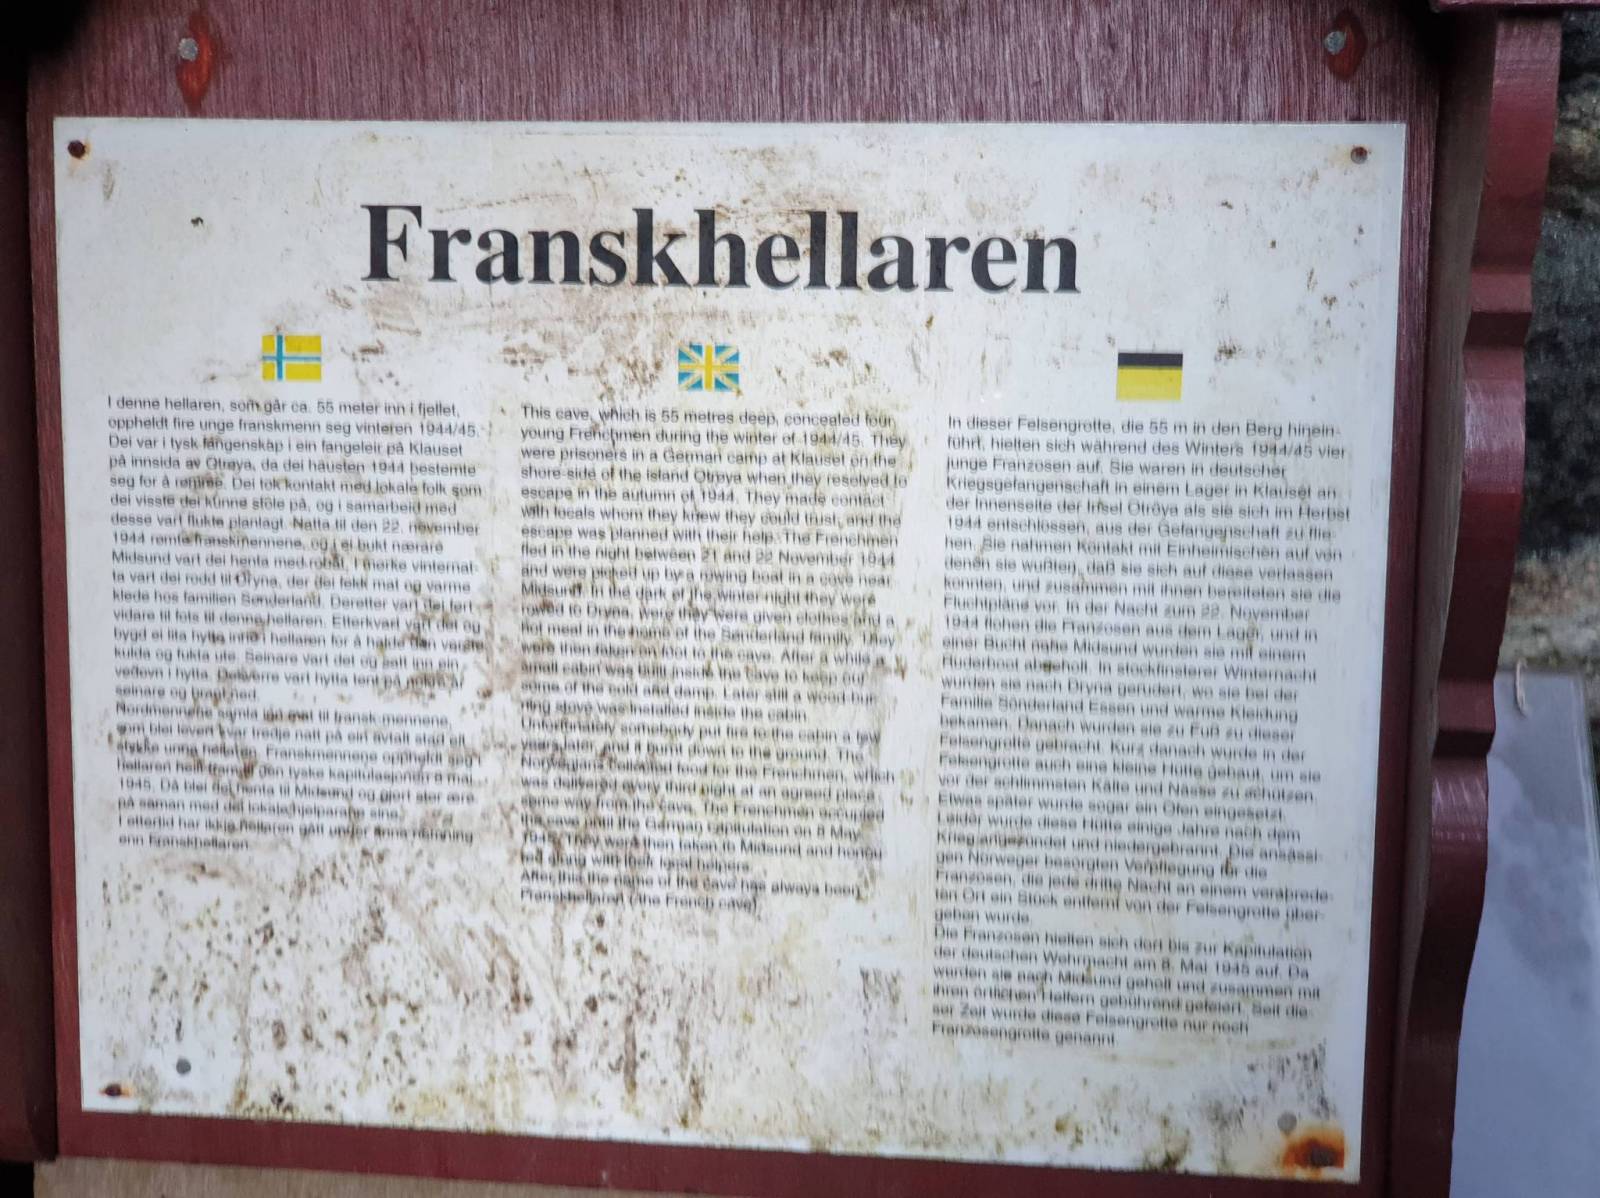 Franskhellaren
I denne hellaren, som går ca. 55 meter inn i fjellet,
oppheldt fire unge franskmenn seg vinteren 1944/45.
Dei var i tysk fangenskap i ein fangeleir på Klauset
på innsida av Otrøya, da dei hausten 1944 bestemte
seg for å rømme. Dei tok kontakt med lokale folk som
dei visste dei kunne stole på, og i samarbeid med
desse vart flukta planlagt. Natta til den 22. november
1944 rømte franskmennene, og i ei bukt nærare
Midsund vart dei henta med robåt. I mørke vinternat-
ta vart dei rodd til Dryna, der dei fekk mat og varme
klede hos familien Sønderland. Deretter vart dei ført
vidare til fots til denne hellaren. Etterkvart vart det og
bygd ei lita hytte inne i hellaren for å halde den verste
kulda og fukta ute. Seinare vart det og satt inn ein
vedovn i hytta. Dessverre vart hytta tent på
seinare og brann ned.
Nordmennene samla inn mat til fransk-mennene,
som blei levert kvar tredje natt på ein avtalt stad eit
stykke unna hellaren. Franskmennene oppheldt seg i
hellaren heilt fram til den tyske kapitulasjonen 8 mai
1945. Då blei dei henta til Midsund og gjort stor ære
på saman med dei lokale hjelparane sine.
I ettertid har ikkje hellaren gått under anna nemning
enn Franskhellaren.
This cave, which is 55 metres deep, concealed four
young Frenchmen during the winter of 1944/45. They
were prisoners in a German camp at Klauset on the
shore-side of the island Otrøya when they resolved to
escape in the autumn of 1944. They made contact
with locals whom they knew they could trust, and the
escape was planned with their help. The Frenchmen
fled in the night between 21 and 22 November 1944
and were picked up by a rowing boat in a cove near
Midsund. In the dark of the winter night they were
rowed to Dryna, were they were given clothes and a
hot meal in the home of the Sønderland family. They
was then taken on foot to the cave. After a while a
small cabin was built inside the cave to keep out
some of the cold and damp. Later still a wood-bur-
ning stove was installed inside the cabin.
Unfortunately somebody put fire to the cabin a few
years later, and it burnt down to the ground. The
Norwegians collected food for the Frenchmen, which
was delivered every third night at an agreed place
some way from the cave. The Frenchmen occupied
the cave until the German capitulation on 8 May
1945. They were then taken to Midsund and honou-
red along with their local helpers.
After this the name of the cave has always been
Franskhellaren (the French cave)
In dieser Felsengrotte, die 55 m in den Berg hinein-
führt, hielten sich während des Winters 1944/45 vier
junge Franzosen auf. Sie waren in deutscher
Kriegsgefangenschaft in einem Lager in Klauset an
der Innenseite der Insel Otröya als sie sich im Herbst
1944 entschlossen, aus der Gefangenschaft zu flie-
hen. Sie nahmen Kontakt mit Einheimischen auf von
denen sie wußten, daß sie sich auf diese verlassen
konnten, und zusammen mit ihnen bereiteten sie die
Fluchtpläne vor. In der Nacht zum 22. November
1944 flohen die Franzosen aus dem Lager, und in
einer Bucht nahe Midsund wurden sie mit einem
Ruderboot abgeholt. In stockfinsterer Winternacht
wurden sie nach Dryna gerudert, wo sie bei der
Familie Sönderland Essen und warme Kleidung
bekamen. Danach wurden sie zu Fuß zu dieser
Felsengrotte gebracht. Kurz danach wurde in der
Felsengrotte auch eine kleine Hütte gebaut, um sie
vor der schlimmsten Kälte und Nässe zu schützen.
Etwas später wurde sogar ein Ofen eingesetzt.
Leider wurde diese Hütte einige Jahre nach dem
Krieg angezündet und niedergebrannt. Die ansässi-
gen Norweger besorgten Verpflegung für die
Franzosen, die jede dritte Nacht an einem verabrede-
ten Ort ein Stück entfernt von der Felsengrotte über-
geben wurde.
Die Franzosen hielten sich dort bis zur Kapitulation
der deutschen Wehrmacht am 8. Mai 1945 auf. Da
wurden sie nach Midsund geholt und zusammen mit
ihren örtlichen Helfern gebührend gefeiert. Seit die-
ser Zeit wurde diese Felsengrotte nur noch
Franzosengrotte genannt.